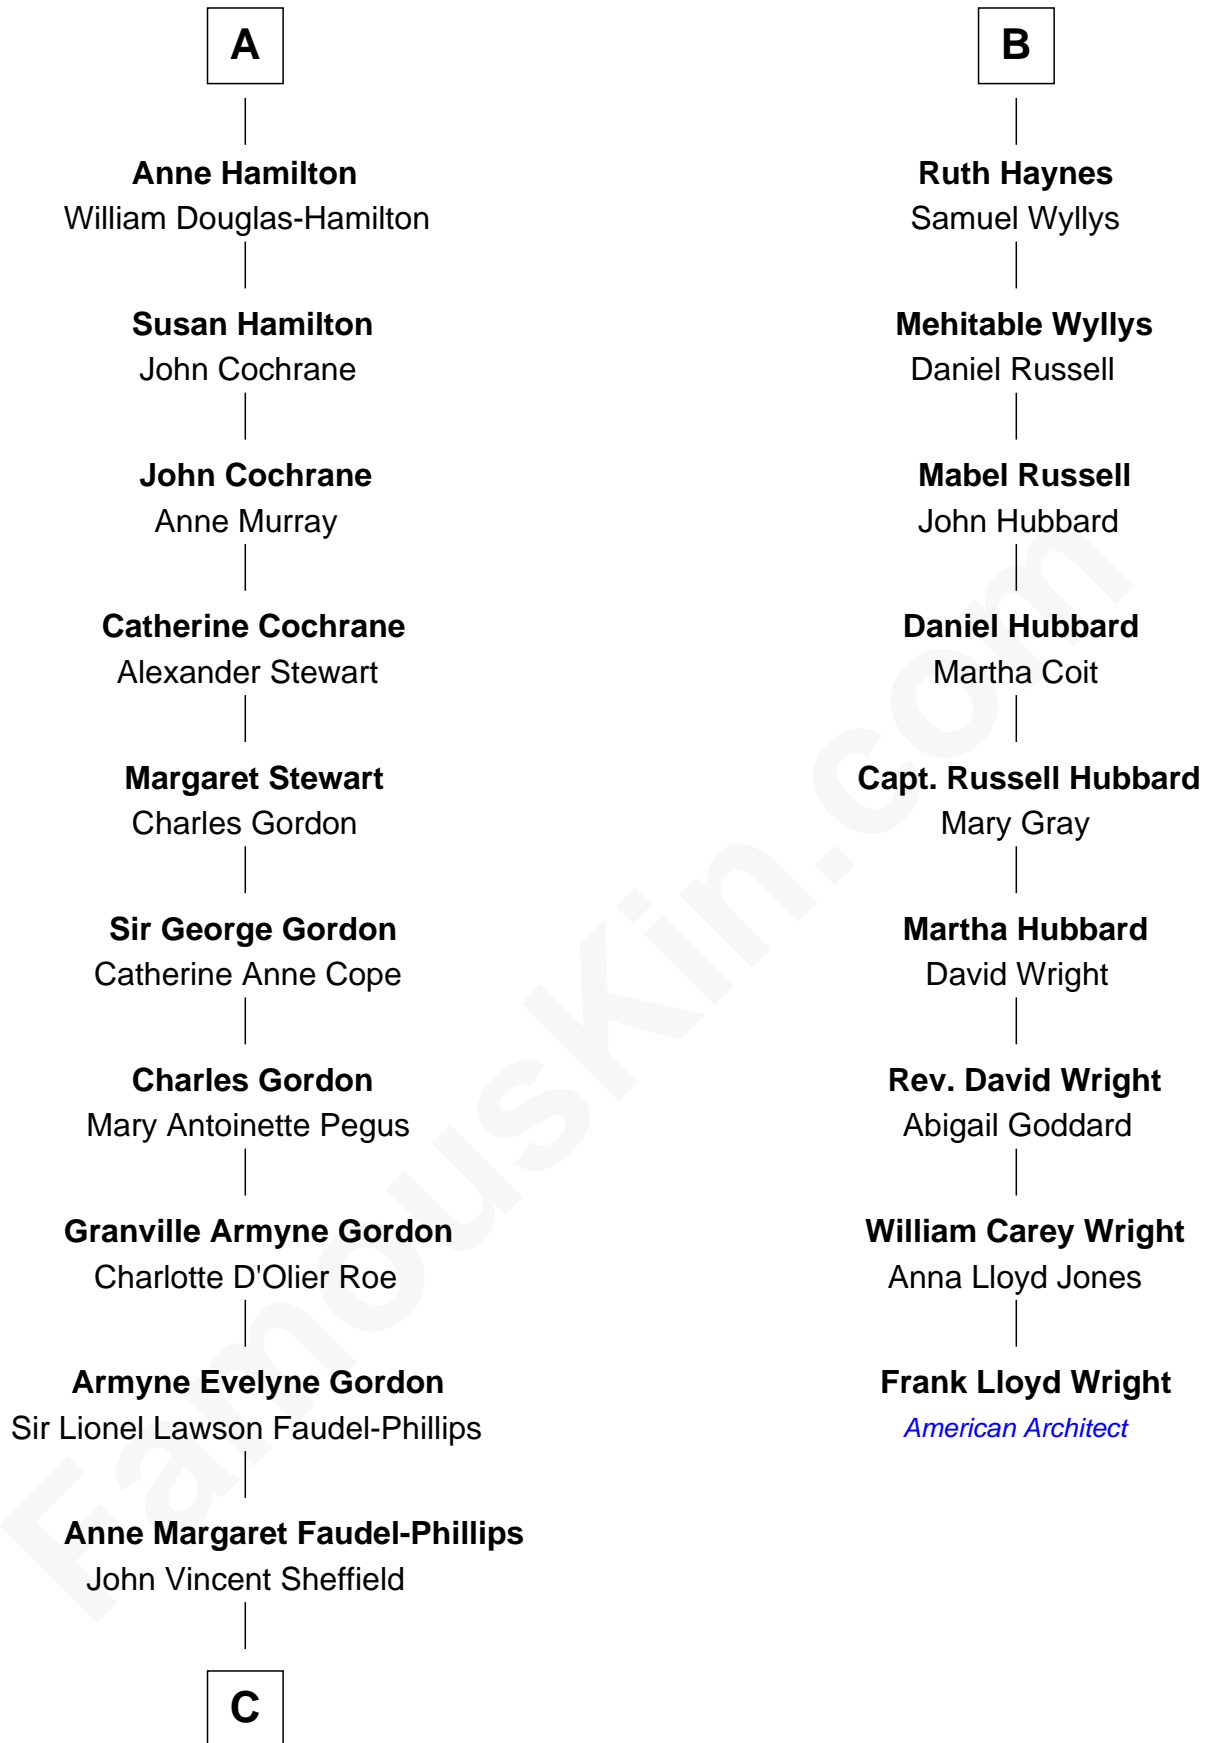 A
Anne Hamilton
William Douglas-Hamilton
Susan Hamilton
John Cochrane
John Cochrane
Anne Murray
Catherine Cochrane
Alexander Stewart
Margaret Stewart
Charles Gordon
Sir George Gordon
Catherine Anne Cope
Charles Gordon
Mary Antoinette Pegus
Granville Armyne Gordon
Charlotte D'Olier Roe
Armyne Evelyne Gordon
Sir Lionel Lawson Faudel-Phillips
Anne Margaret Faudel-Phillips
John Vincent Sheffield
C
B
Ruth Haynes
Samuel Wyllys
Mehitable Wyllys
Daniel Russell
Mabel Russell
John Hubbard
Daniel Hubbard
Martha Coit
Capt. Russell Hubbard
Mary Gray
Martha Hubbard
David Wright
Rev. David Wright
Abigail Goddard
William Carey Wright
Anna Lloyd Jones
Frank Lloyd Wright
American Architect
FamousKin.com